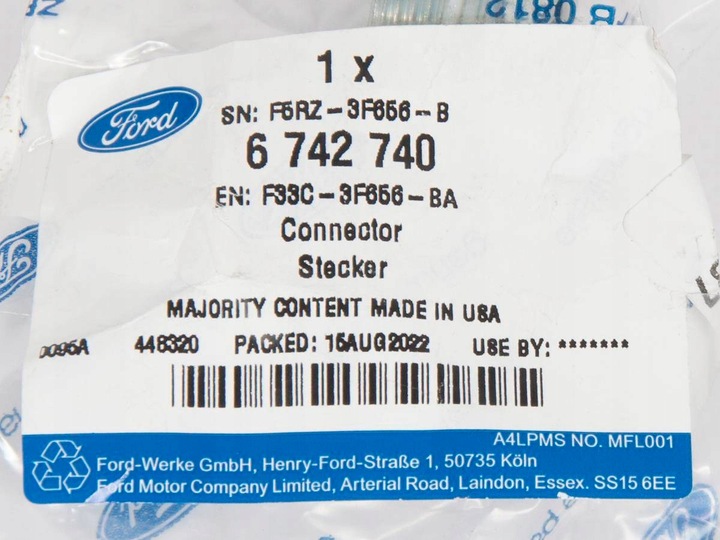 B 0812
1 x
Ford
SN: F5RZ-3F656-B
6 742 740
EN: F33C-3F656-BA
Connector
Stecker
MAJORITY CONTENT MADE IN USA
0095A 448320 PACKED: 15AUG2022 USE BY: *******
A4LPMS NO. MFL001
Ford-Werke GmbH, Henry-Ford-Straße 1, 50735 Köln
Ford Motor Company Limited, Arterial Road, Laindon, Essex. SS15 6EE